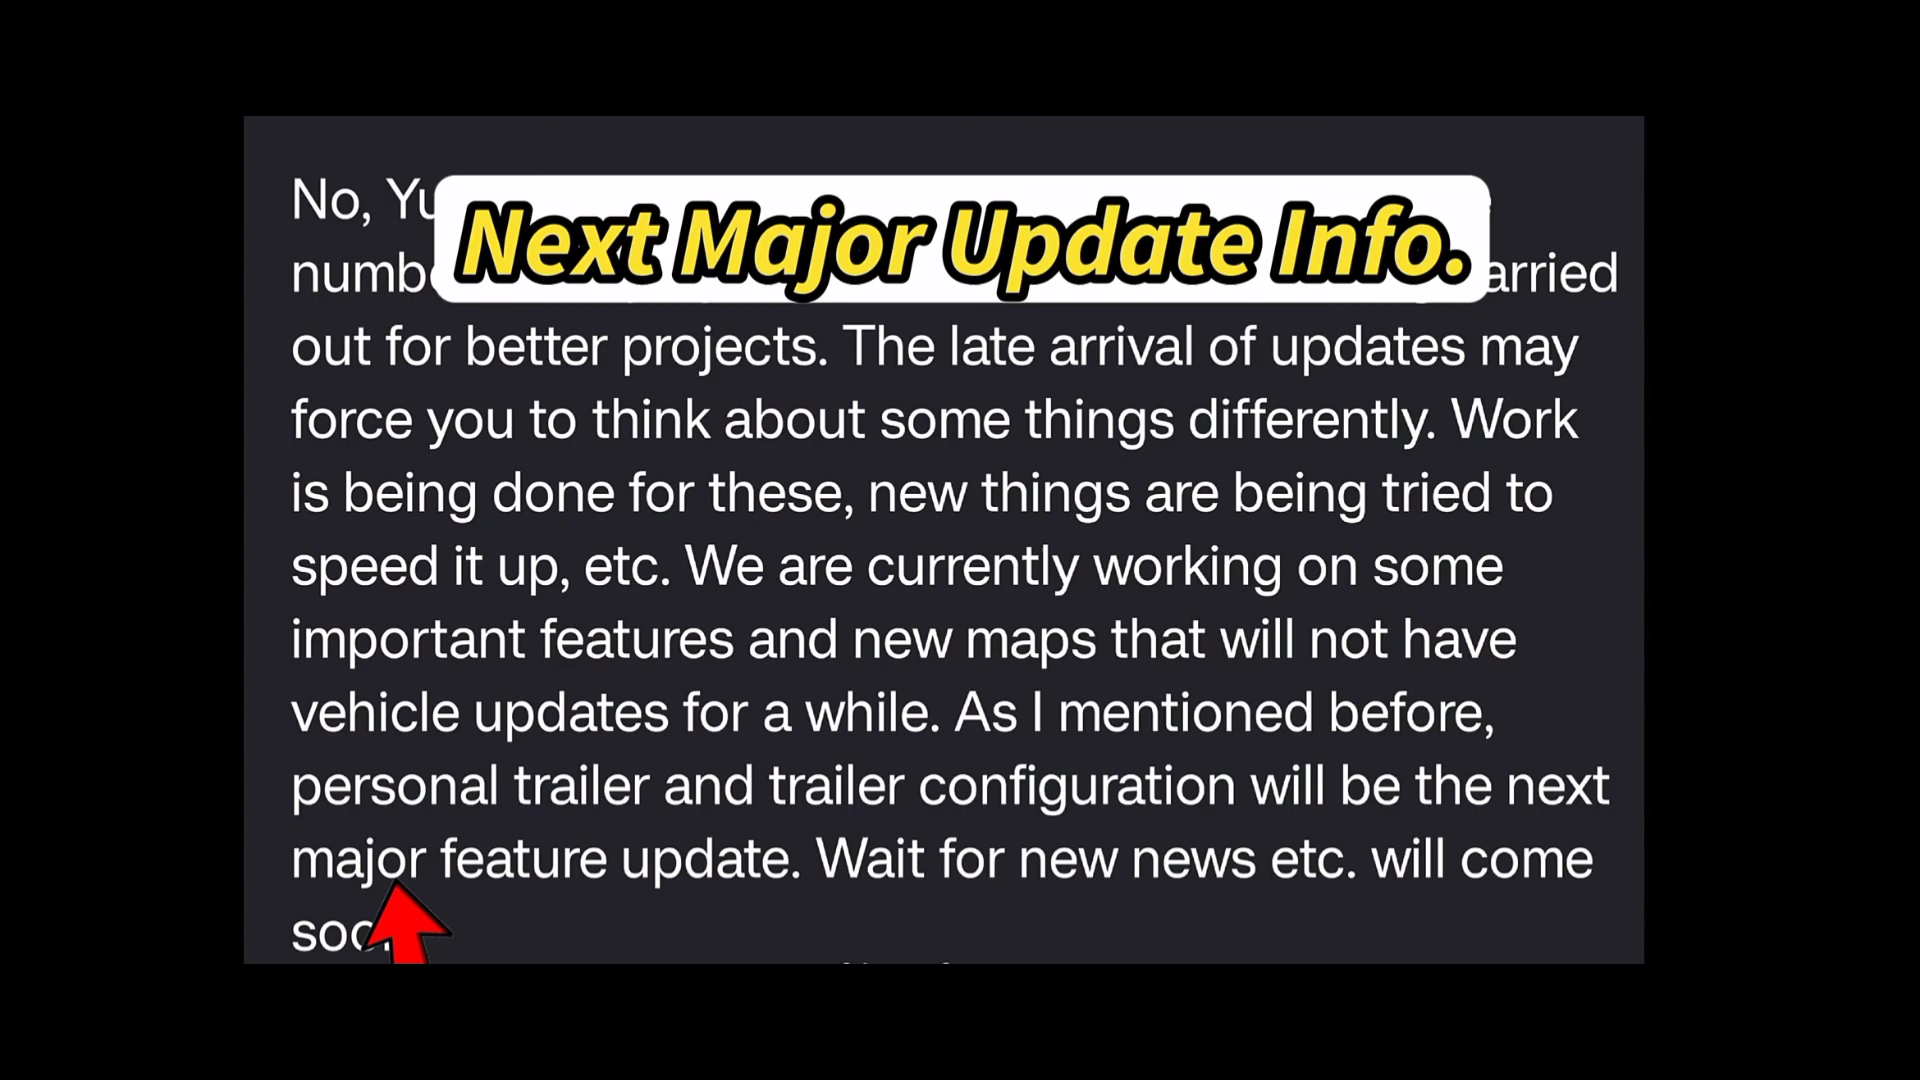 Next Major Update Info.
No,
arried
out for better projects. The late arrival of updates may
force you to think about some things differently. Work
is being done for these, new things are being tried to
speed it up, etc. We are currently working on some
important features and new maps that will not have
vehicle updates for a while. As I mentioned before,
personal trailer and trailer configuration will be the next
major feature update. Wait for new news etc. will come